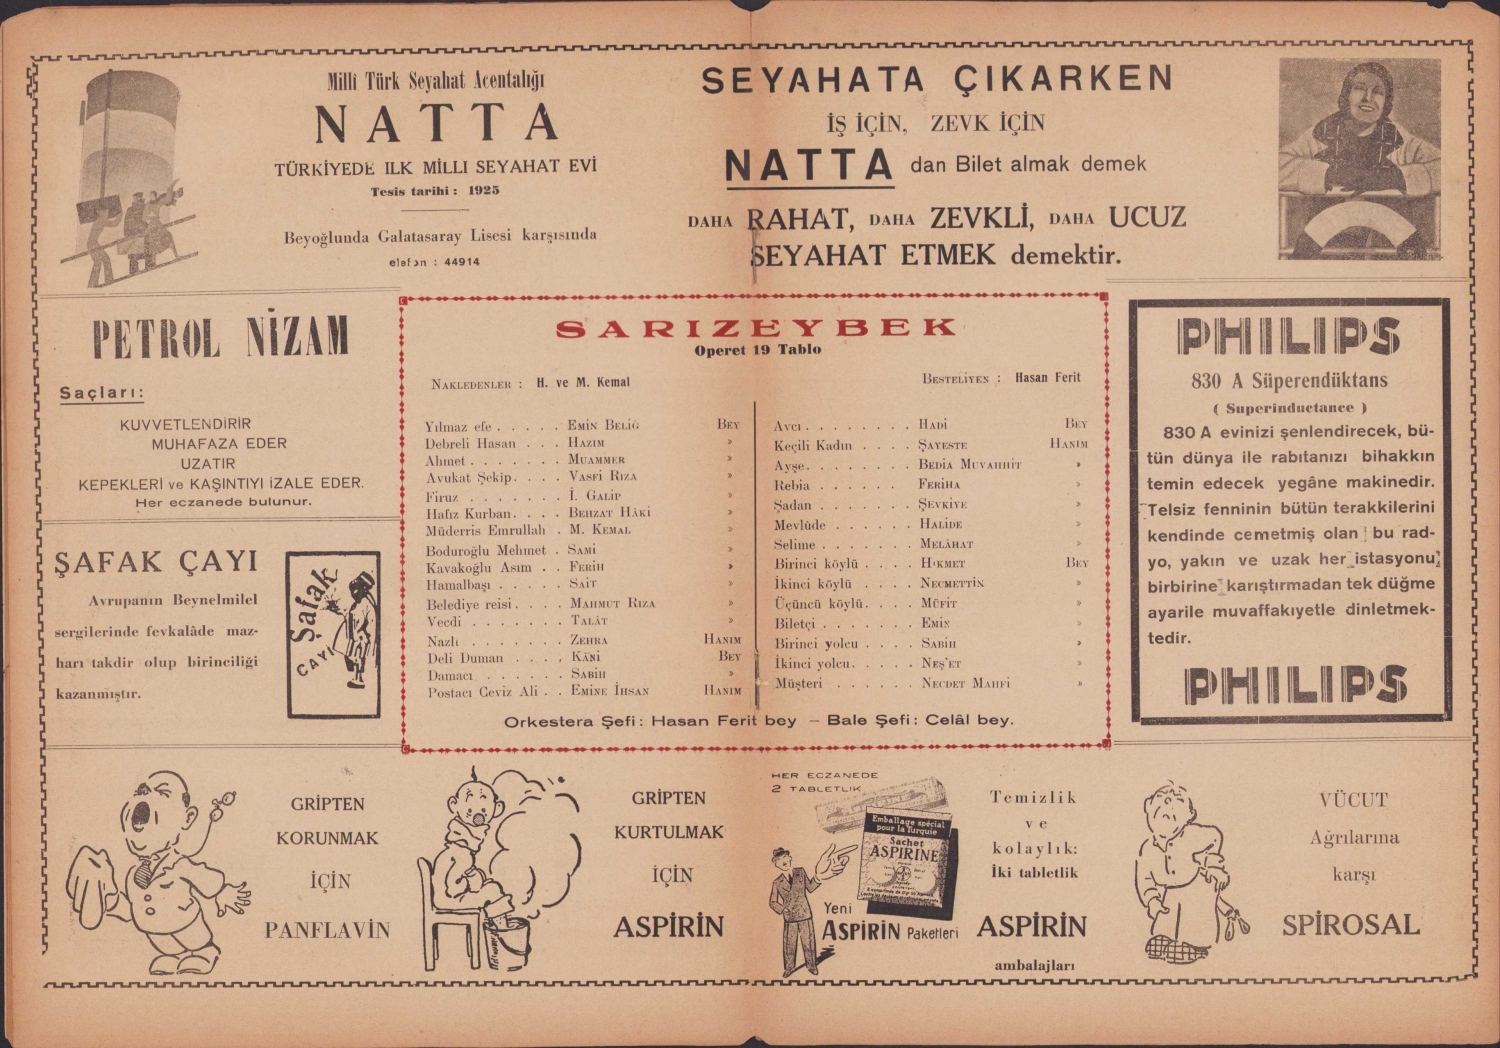 Milli Türk Seyahat Acentalığı
NATTA
TÜRKİYEDE ILK MİLLI SEYAHAT EVİ
Tesis tarihi : 1925
Beyoğlunda Galatasaray Lisesi karşısında
elefon : 44914
SEYAHATA ÇIKARKEN
İŞ İÇİN, ZEVK İÇİN
NATTA dan Bilet almak demek
DAHA RAHAT, DAHA ZEVKLİ, DAHA UCUZ
SEYAHAT ETMEK demektir.
PETROL NİZAM
Saçları:
KUVVETLENDİRİR
MUHAFAZA EDER
UZATIR
KEPEKLERİ ve KAŞINTIYI İZALE EDER.
Her eczanede bulunur.
ŞAFAK ÇAYI
Avrupanın Beynelmilel
sergilerinde fevkalâde maz-
harı takdir olup birinciliği
kazanmıştır.
Şafak
ÇAYI
SARIZEYBEK
Operet 19 Tablo
NAKLEDENLER : H. ve M. Kemal
BESTELİYEN : Hasan Ferit
Yılmaz efe . . . . . EMİN BELİĞ BEY
Debreli Hasan . . . HAZIM »
Ahmet . . . . . . . MUAMMER »
Avukat Şekip. . . . VASFİ RIZA »
Firuz . . . . . . . İ. GALİP »
Hafız Kurban. . . . BEHZAT HÂKİ »
Müderris Emrullah . M. KEMAL »
Boduroğlu Mehmet . SAMİ »
Kavakoğlu Asım . . FERİH »
Hamalbaşı . . . . . SAİT »
Belediye reisi . . . . MAHMUT RIZA »
Vecdi . . . . . . . TALÂT »
Nazlı . . . . . . . ZEHRA HANIM
Deli Duman . . . . KÂNİ BEY
Damacı . . . . . . SABİH »
Postacı Ceviz Ali . . EMİNE İHSAN HANIM
Avcı . . . . . . . . HADİ BEY
Keçili Kadın . . . . ŞAYESTE HANIM
Ayşe. . . . . . . . BEDİA MUVAHHİT »
Rebia . . . . . . FERİHA »
Şadan . . . . . . ŞEVKİYE »
Mevlûde . . . . . . HALİDE »
Selime . . . . . . . MELÂHAT »
Birinci köylü . . . . HİKMET BEY
İkinci köylü . . . . NECMETTİN »
Üçüncü köylü. . . . MÜFİT »
Biletçi . . . . . . EMİN »
Birinci yolcu . . . . SABİH »
İkinci yolcu. . . . . NEŞ'ET »
Müşteri . . . . . . NECDET MAHFİ »
Orkestera Şefi: Hasan Ferit bey – Bale Şefi: Celâl bey.
PHILIPS
830 A Süperendüktans
( Superinductance )
830 A evinizi şenlendirecek, bü-
tün dünya ile rabıtanızı bihakkın
temin edecek yegâne makinedir.
Telsiz fenninin bütün terakkilerini
kendinde cemetmiş olan bu rad-
yo, yakın ve uzak her istasyonu,
birbirine karıştırmadan tek düğme
ayarile muvaffakıyetle dinletmek-
tedir.
PHILIPS
GRİPTEN
KORUNMAK
İÇİN
PANFLAVİN
GRİPTEN
KURTULMAK
İÇİN
ASPİRİN
HER ECZANEDE
2 TABLETLIK
Emballage spécial
pour la Turquie
Sachet
ASPIRINE
Yeni
ASPİRİN Paketleri
Temizlik
ve
kolaylık:
İki tabletlik
ASPİRİN
ambalajları
VÜCUT
Ağrılarına
karşı
SPİROSAL